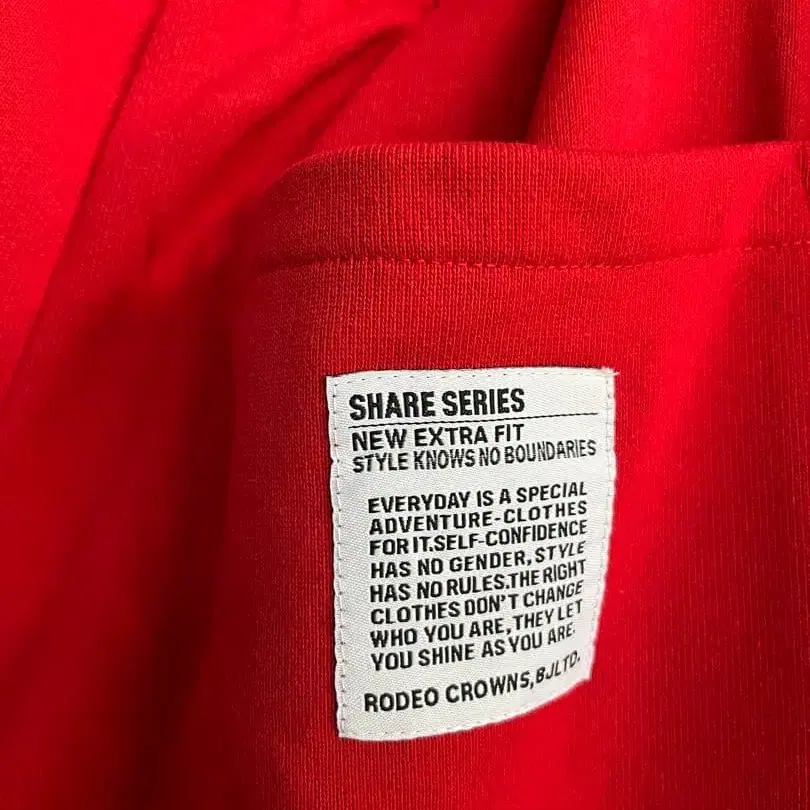 SHARE SERIES
NEW EXTRA FIT
STYLE KNOWS NO BOUNDARIES
EVERYDAY IS A SPECIAL
ADVENTURE-CLOTHES
FOR IT.SELF-CONFIDENCE
HAS NO GENDER, STYLE
HAS NO RULES.THE RIGHT
CLOTHES DON'T CHANGE
WHO YOU ARE, THEY LET
YOU SHINE AS YOU ARE.
RODEO CROWNS,BJLTD.